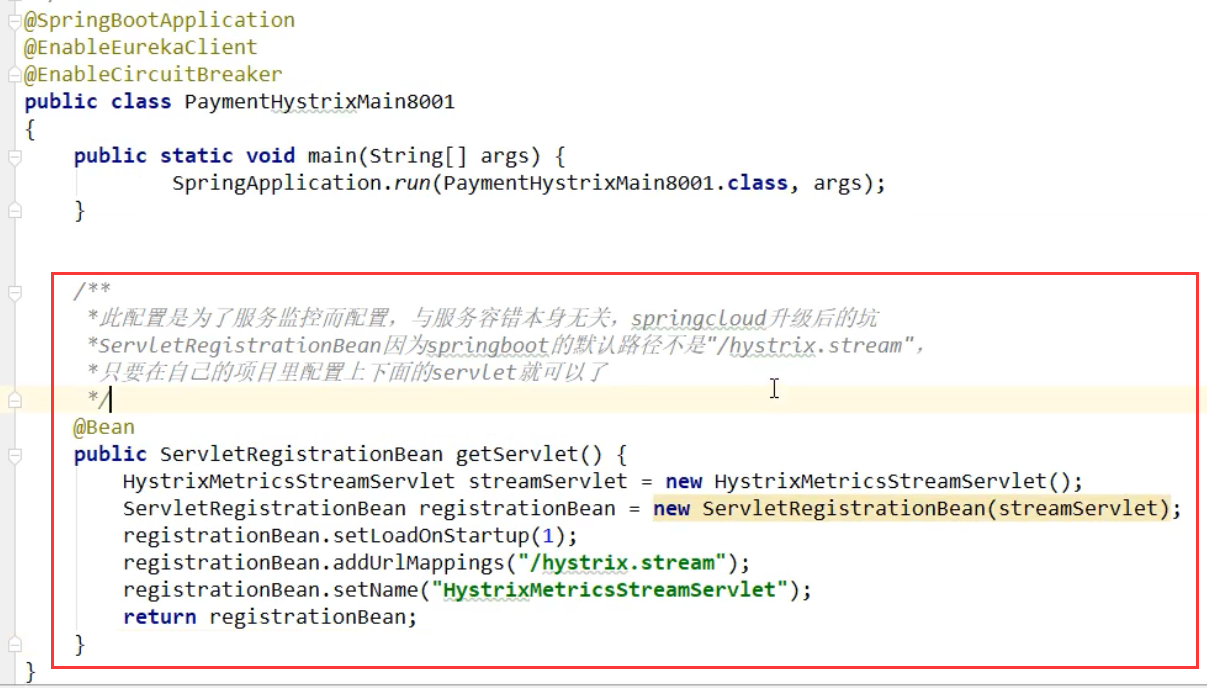 @SpringBootApplication
@EnableEurekaClient
@EnableCircuitBreaker
public class PaymentHystrixMain8001
{
    public static void main(String[] args) {
            SpringApplication.run(PaymentHystrixMain8001.class, args);
    }
    /**
     *此配置是为了服务监控而配置，与服务容错本身无关，springcloud升级后的坑
     *ServletRegistrationBean因为springboot的默认路径不是"/hystrix.stream"，
     *只要在自己的项目里配置上下面的servlet就可以了
     */
    @Bean
    public ServletRegistrationBean getServlet() {
        HystrixMetricsStreamServlet streamServlet = new HystrixMetricsStreamServlet();
        ServletRegistrationBean registrationBean = new ServletRegistrationBean(streamServlet);
        registrationBean.setLoadOnStartup(1);
        registrationBean.addUrlMappings("/hystrix.stream");
        registrationBean.setName("HystrixMetricsStreamServlet");
        return registrationBean;
    }
}